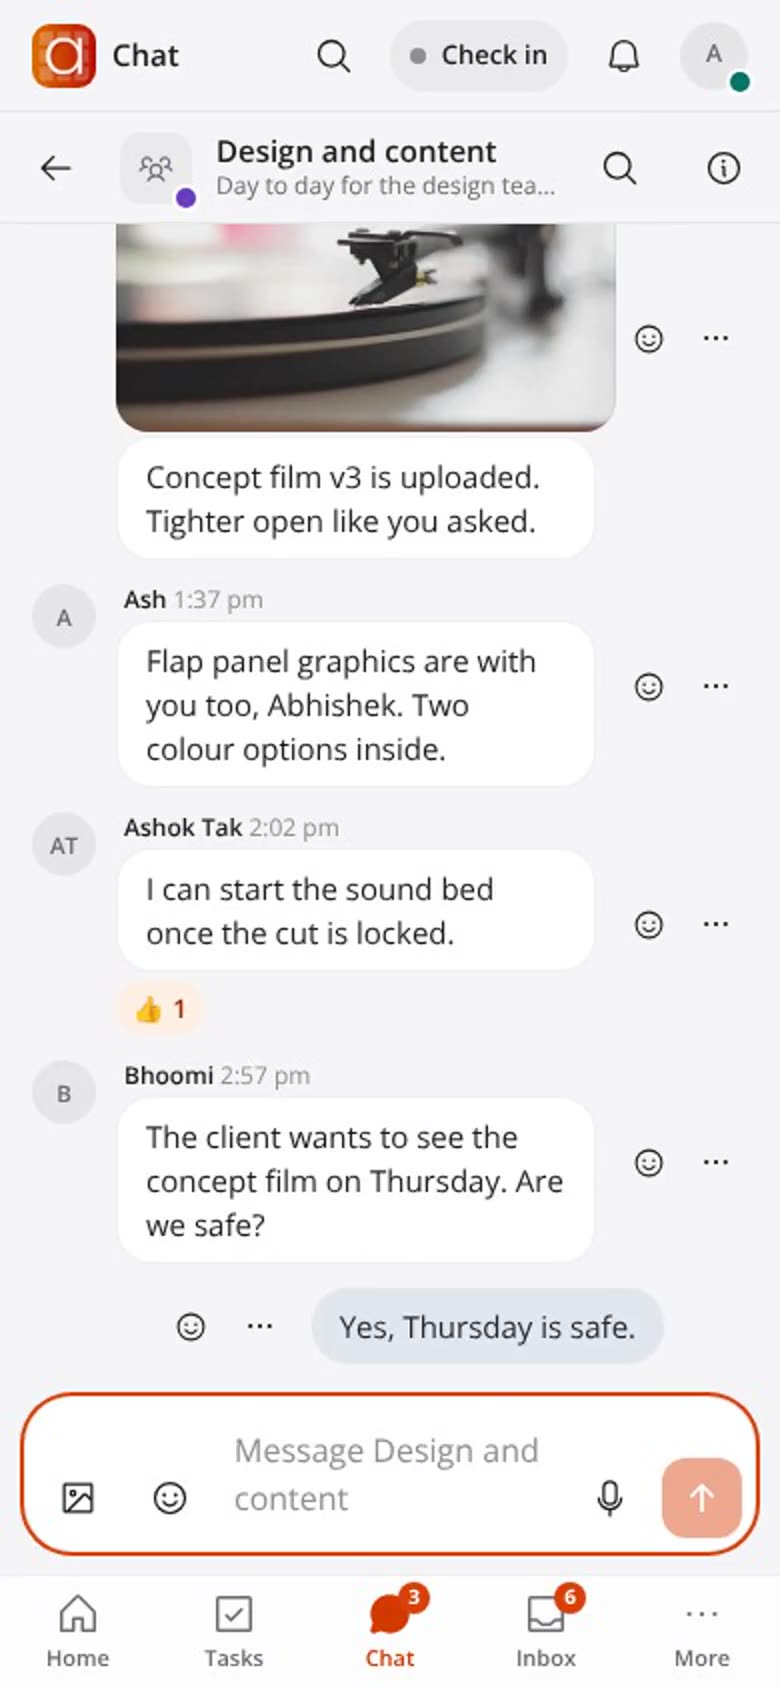 Chat
Check in
A
Design and content
Day to day for the design tea...
Concept film v3 is uploaded.
Tighter open like you asked.
A
Ash 1:37 pm
Flap panel graphics are with
you too, Abhishek. Two
colour options inside.
AT
Ashok Tak 2:02 pm
I can start the sound bed
once the cut is locked.
👍 1
B
Bhoomi 2:57 pm
The client wants to see the
concept film on Thursday. Are
we safe?
Yes, Thursday is safe.
Message Design and
content
3
6
Home
Tasks
Chat
Inbox
More